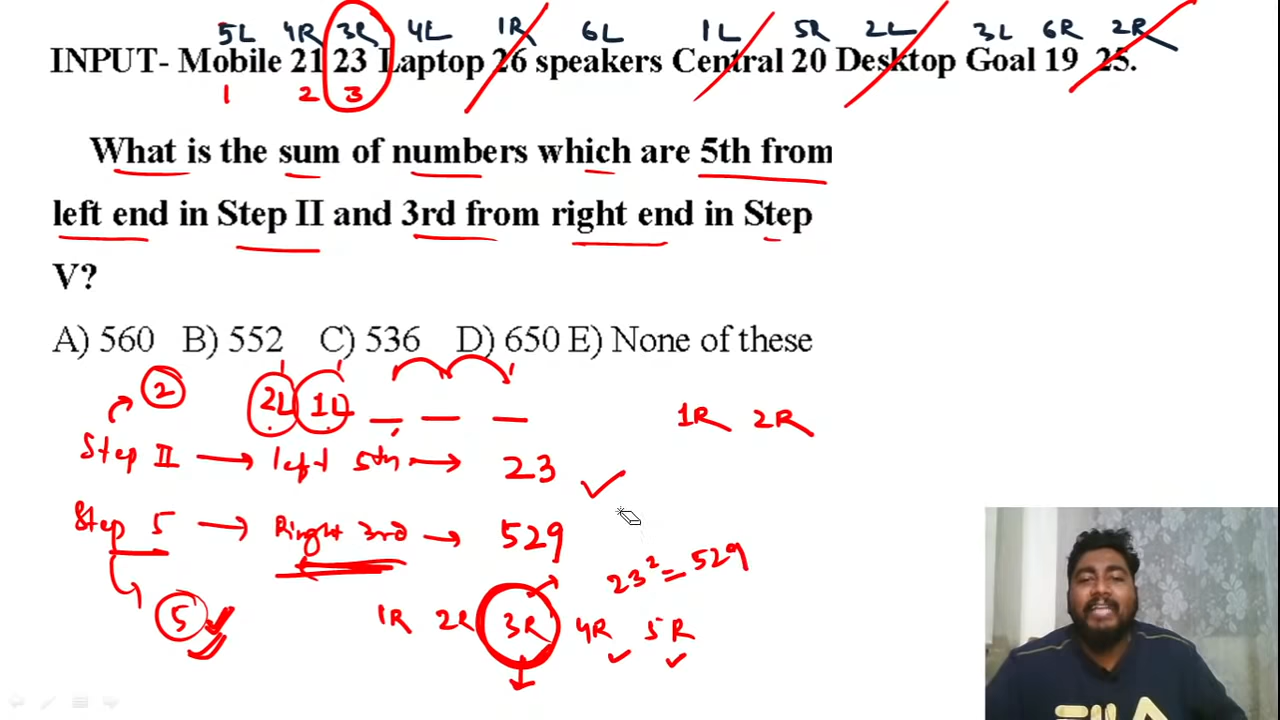 5L 4R 3R 4L 1R 6L 1L 5R 2L 3L 6R 2R
INPUT- Mobile 21 23 Laptop 26 speakers Central 20 Desktop Goal 19 25.
1 2 3
What is the sum of numbers which are 5th from
left end in Step II and 3rd from right end in Step
V?
A) 560 B) 552 C) 536 D) 650 E) None of these
2 2L 1L
1R 2R
Step II left 5th 23
Step 5 Right 3rd 529
23² = 529
5 1R 2R 3R 4R 5R
FILA